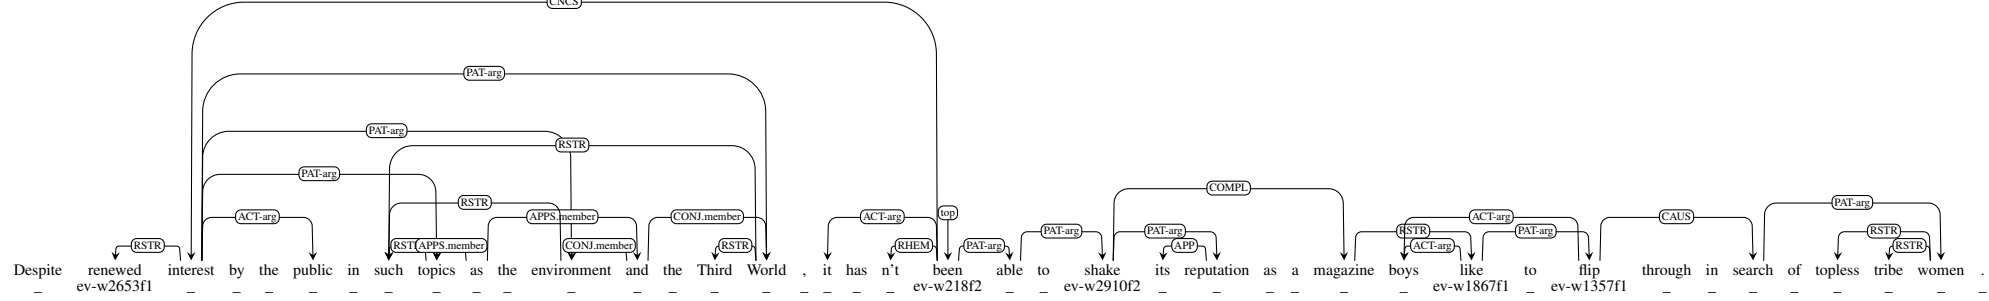 CNCS
PAT-arg
PAT-arg
RSTR
PAT-arg
COMPL
RSTR PAT-arg
ACT-arg APPS.member CONJ.member ACT-arg top ACT-arg CAUS
PAT-arg PAT-arg RSTR PAT-arg RSTR
RSTR RSTR APPS.member CONJ.member RSTR RHEM PAT-arg APP ACT-arg RSTR
Despite renewed interest by the public in such topics as the environment and the Third World , it has n't been able to shake its reputation as a magazine boys like to flip through in search of topless tribe women .
_ ev-w2653f1 _ _ _ _ _ _ _ _ _ _ _ _ _ _ _ _ _ _ ev-w218f2 _ _ ev-w2910f2 _ _ _ _ _ _ ev-w1867f1 _ ev-w1357f1 _ _ _ _ _ _ _ _